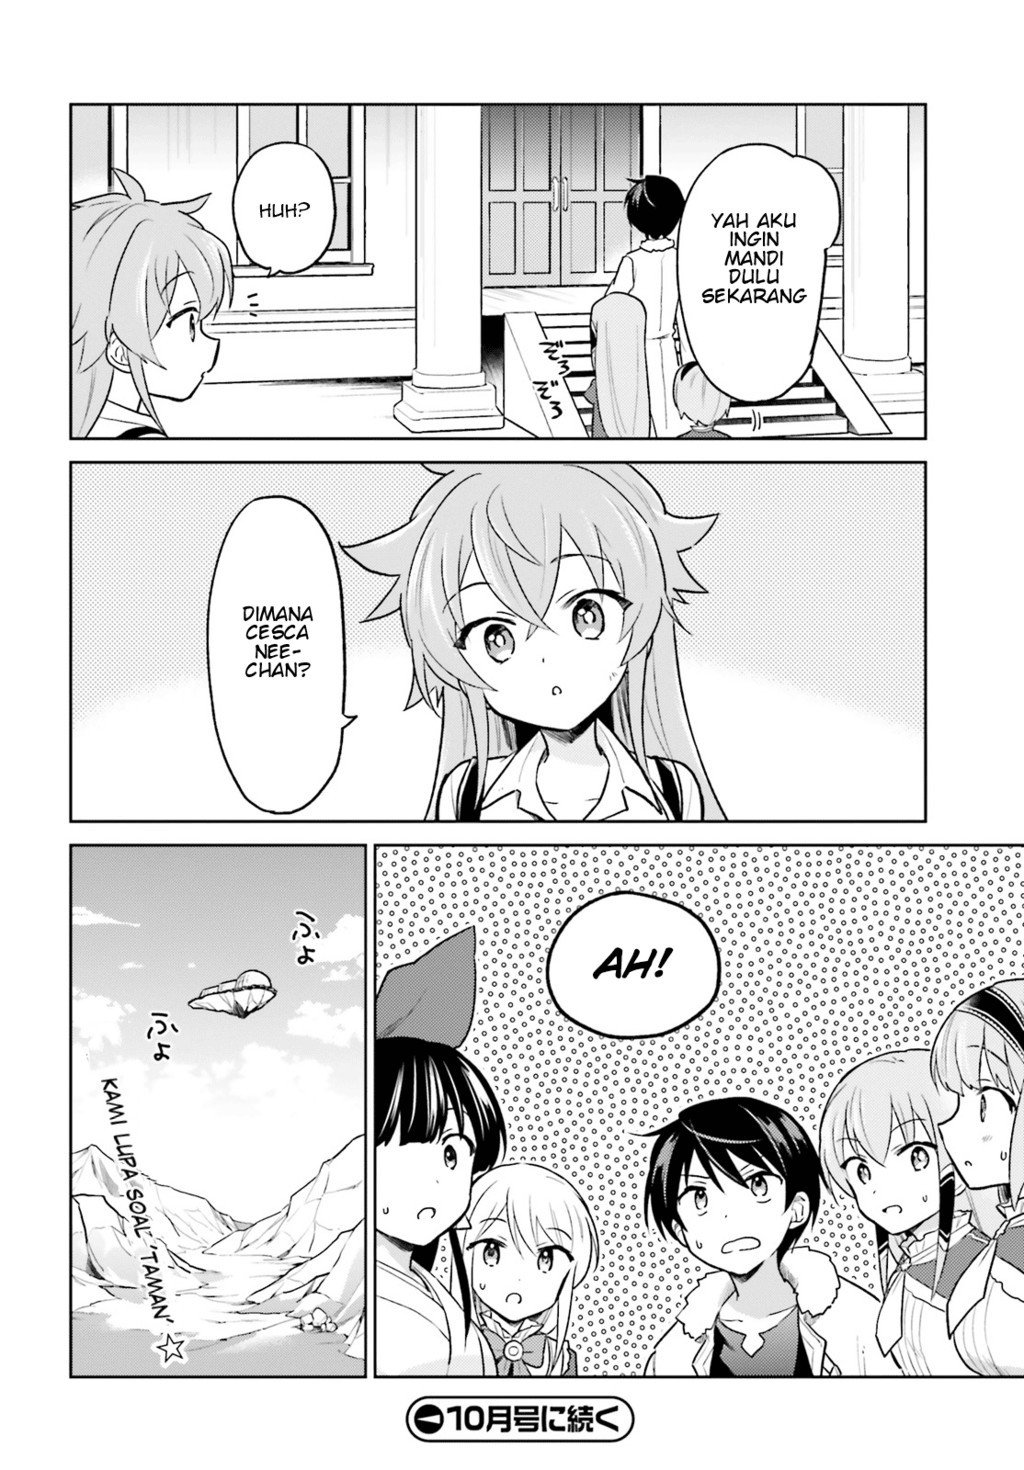 YAH AKU
INGIN
MANDI
DULU
SEKARANG
HUH?
ぞろ
ぞろ
DIMANA
CESCA
NEE-
CHAN?
AH!
ふよ
ふよ
KAMI LUPA SOAL 'TAMAN' ☆
10月号に続く